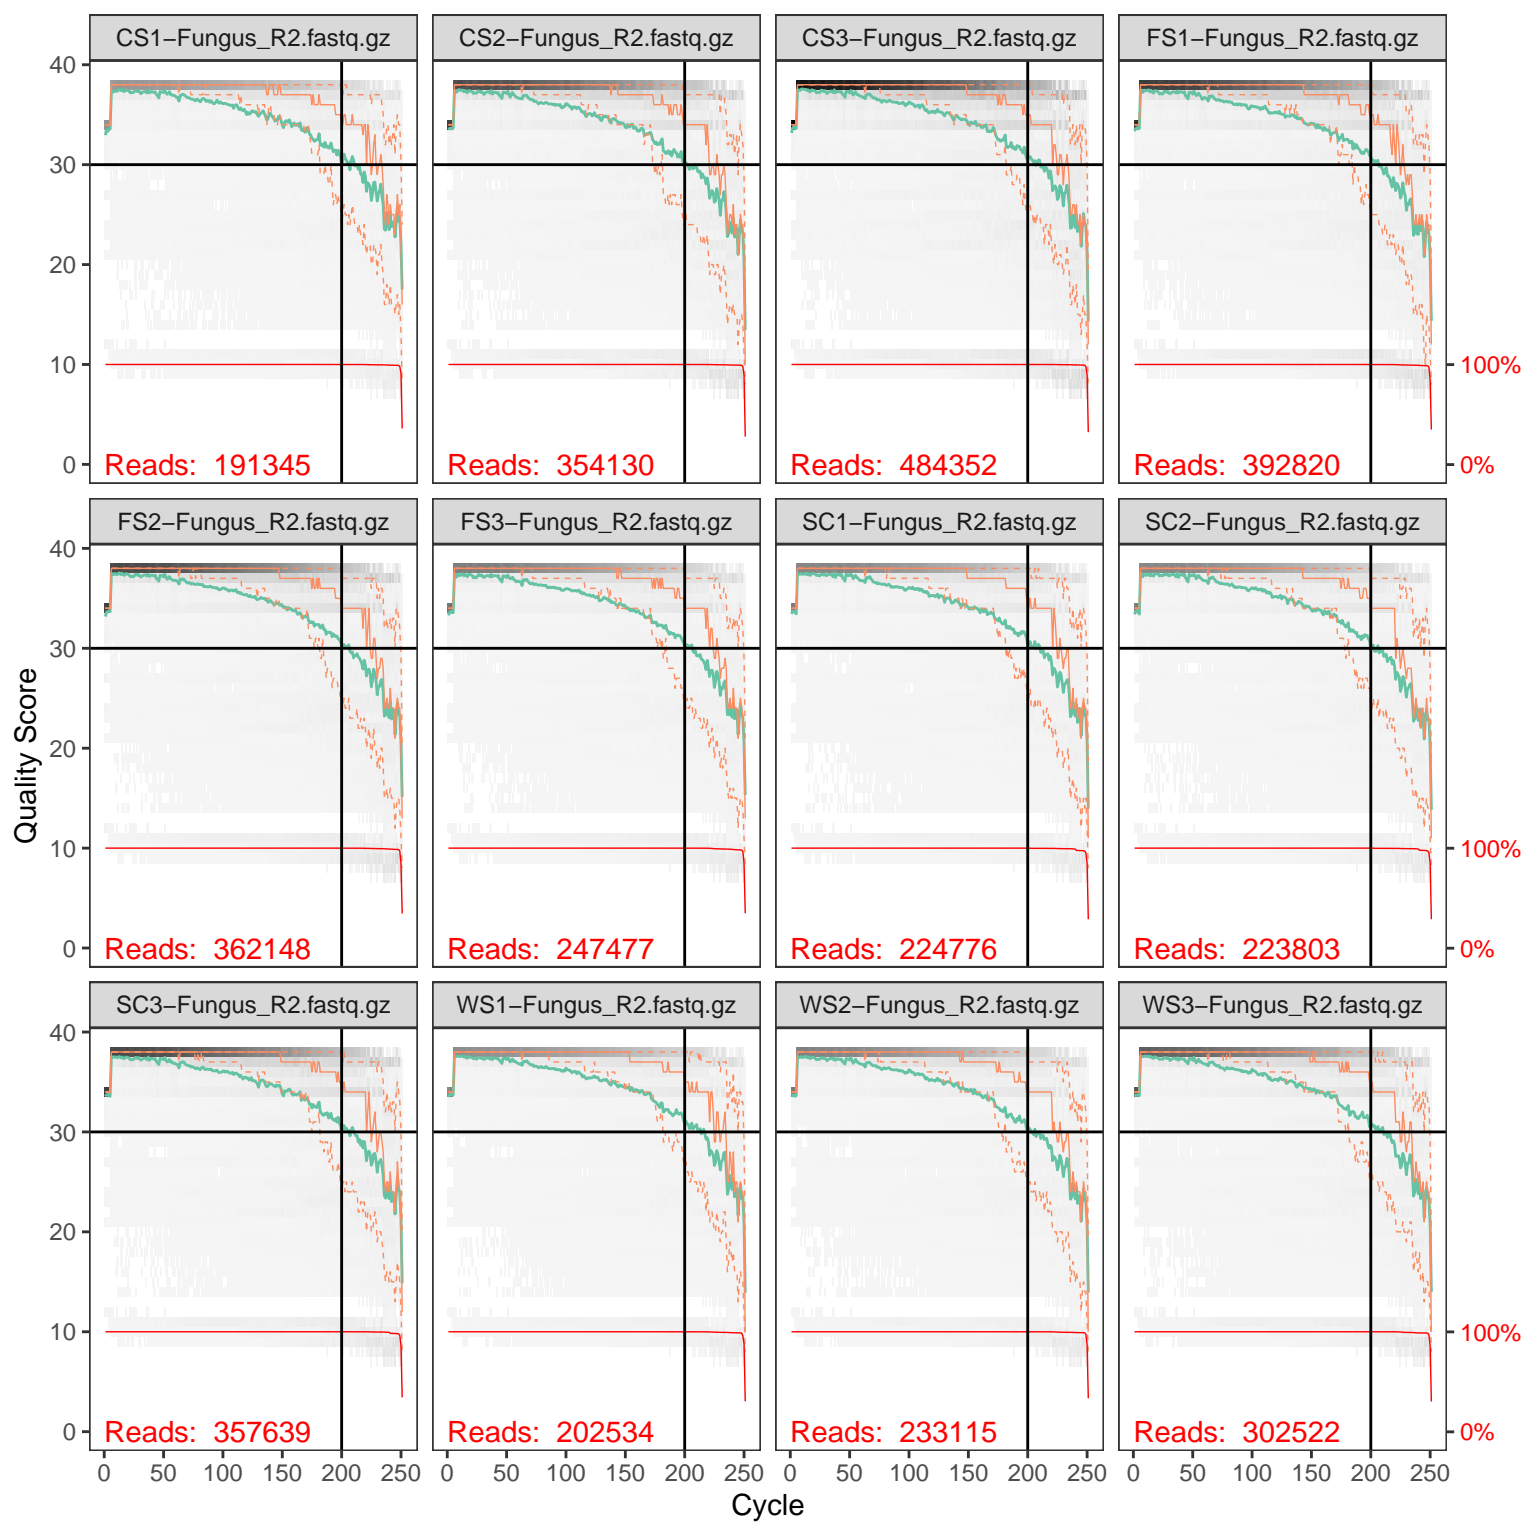 CS1−Fungus_R2.fastq.gz CS2−Fungus_R2.fastq.gz CS3−Fungus_R2.fastq.gz FS1−Fungus_R2.fastq.gz
40
30
20
10 100%
Reads: 191345 Reads: 354130 Reads: 484352 Reads: 392820
0 0%
FS2−Fungus_R2.fastq.gz FS3−Fungus_R2.fastq.gz SC1−Fungus_R2.fastq.gz SC2−Fungus_R2.fastq.gz
40
30
20
10 100%
Reads: 362148 Reads: 247477 Reads: 224776 Reads: 223803
0 0%
Quality Score
SC3−Fungus_R2.fastq.gz WS1−Fungus_R2.fastq.gz WS2−Fungus_R2.fastq.gz WS3−Fungus_R2.fastq.gz
40
30
20
10 100%
Reads: 357639 Reads: 202534 Reads: 233115 Reads: 302522
0 0%
0 50 100 150 200 250 0 50 100 150 200 250 0 50 100 150 200 250 0 50 100 150 200 250
Cycle